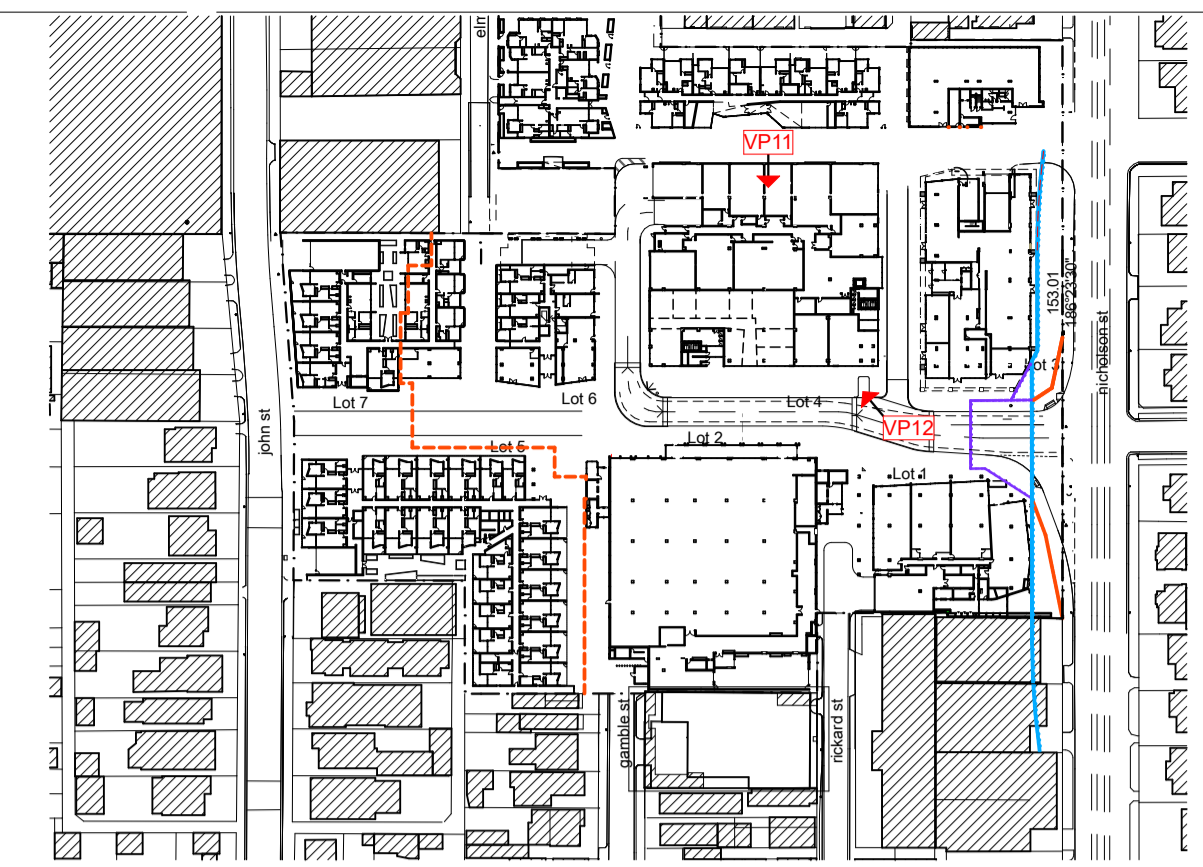 elm
VP11
153.01
186°23'30"
nicholson st
Lot 3
Lot 7
Lot 6
Lot 4
john st
VP12
Lot 5
Lot 2
Lot 1
gamble st
rickard st